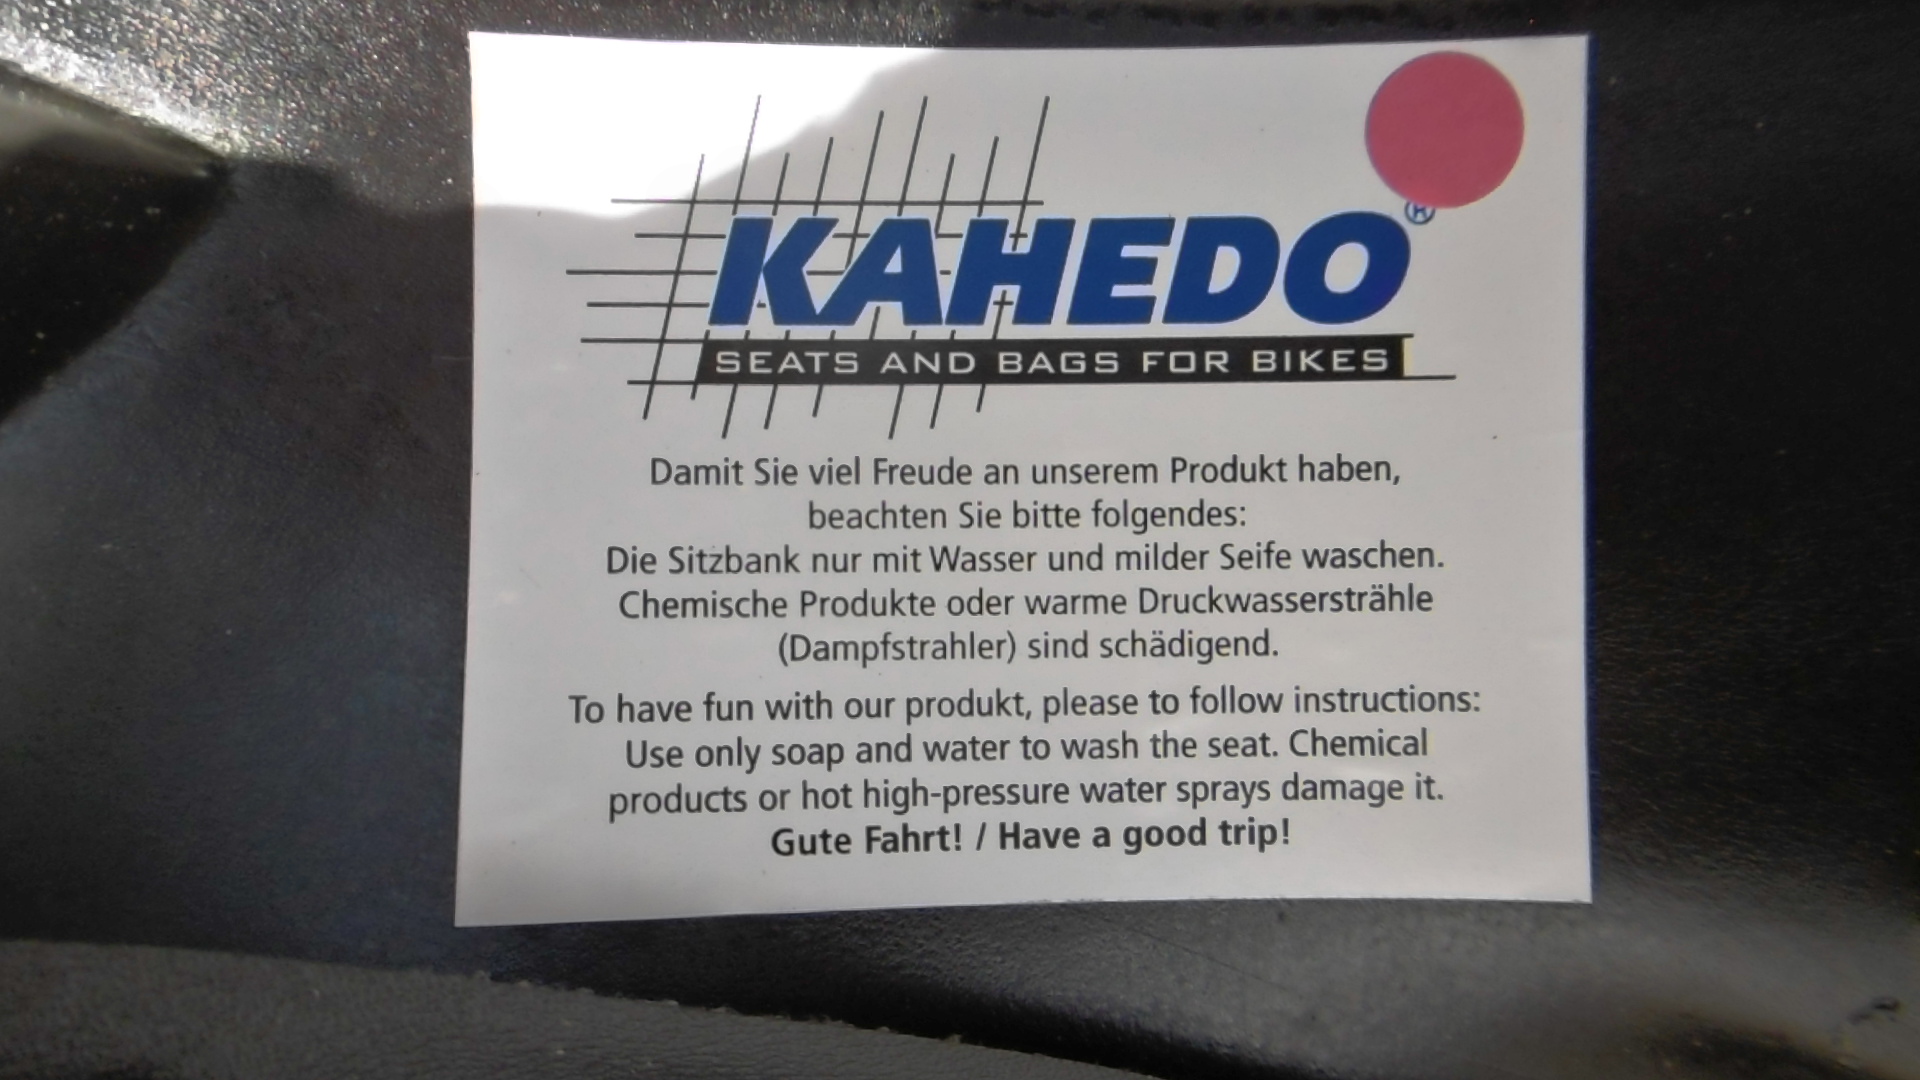 KAHEDO®
SEATS AND BAGS FOR BIKES
Damit Sie viel Freude an unserem Produkt haben,
beachten Sie bitte folgendes:
Die Sitzbank nur mit Wasser und milder Seife waschen.
Chemische Produkte oder warme Druckwassersträhle
(Dampfstrahler) sind schädigend.
To have fun with our produkt, please to follow instructions:
Use only soap and water to wash the seat. Chemical
products or hot high-pressure water sprays damage it.
Gute Fahrt! / Have a good trip!